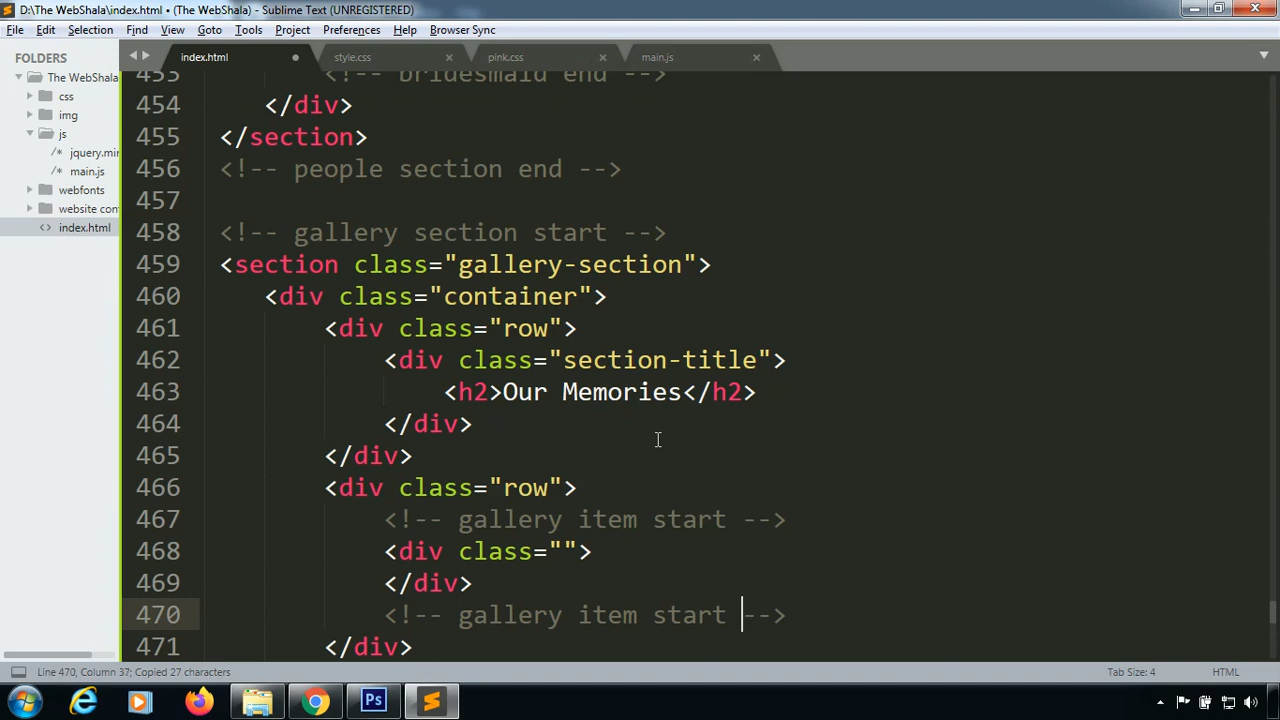 D:\The WebShala\index.html • (The WebShala) - Sublime Text (UNREGISTERED)
File Edit Selection Find View Goto Tools Project Preferences Help Browser Sync
FOLDERS
The WebShala
css
img
js
/* jquery.mi
/* main.js
webfonts
website con
<> index.html
index.html
style.css
pink.css
main.js
453 <!-- bridesmaid end -->
454 </div>
455 </section>
456 <!-- people section end -->
457
458 <!-- gallery section start -->
459 <section class="gallery-section">
460 <div class="container">
461 <div class="row">
462 <div class="section-title">
463 <h2>Our Memories</h2>
464 </div>
465 </div>
466 <div class="row">
467 <!-- gallery item start -->
468 <div class="">
469 </div>
470 <!-- gallery item start -->
471 </div>
Line 470, Column 37; Copied 27 characters
Tab Size: 4
HTML
Ps